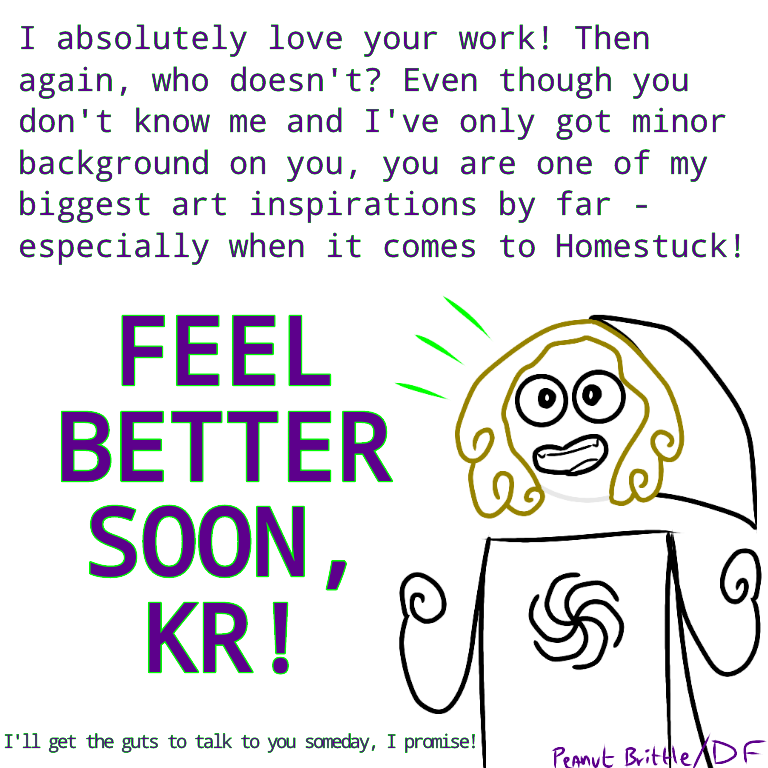 I absolutely love your work! Then
again, who doesn't? Even though you
don't know me and I've only got minor
background on you, you are one of my
biggest art inspirations by far -
especially when it comes to Homestuck!
FEEL
BETTER
SOON,
KR!
I'll get the guts to talk to you someday, I promise!
Peanut Brittle/DF